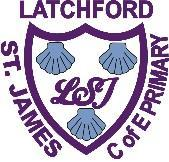 LATCHFORD
ST. JAMES
LSJ
C of E PRIMARY